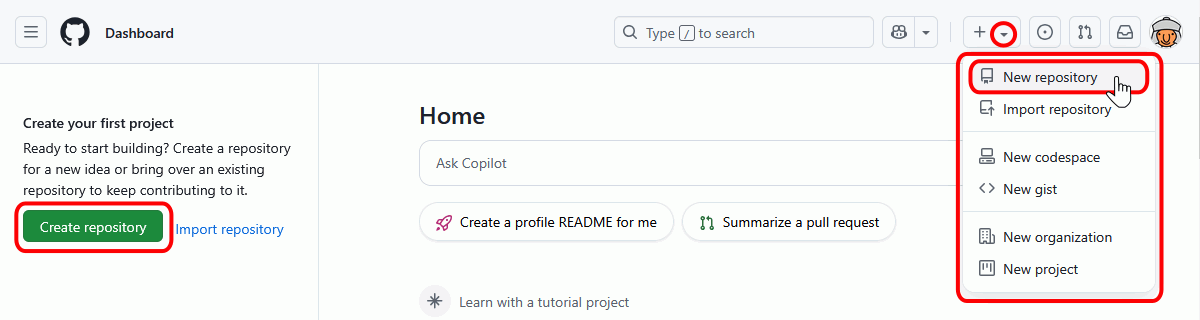 Dashboard
Type / to search
New repository
Import repository
New codespace
New gist
New organization
New project
Create your first project
Ready to start building? Create a repository
for a new idea or bring over an existing
repository to keep contributing to it.
Create repository
Import repository
Home
Ask Copilot
Create a profile README for me
Summarize a pull request
Learn with a tutorial project